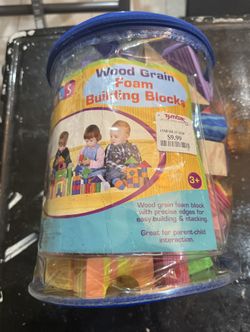 Wood Grain
Foam
Building Blocks
$9.99
3+
Wood grain foam block
with precise edges for
easy building & stacking.
Great for parent-child
interaction.